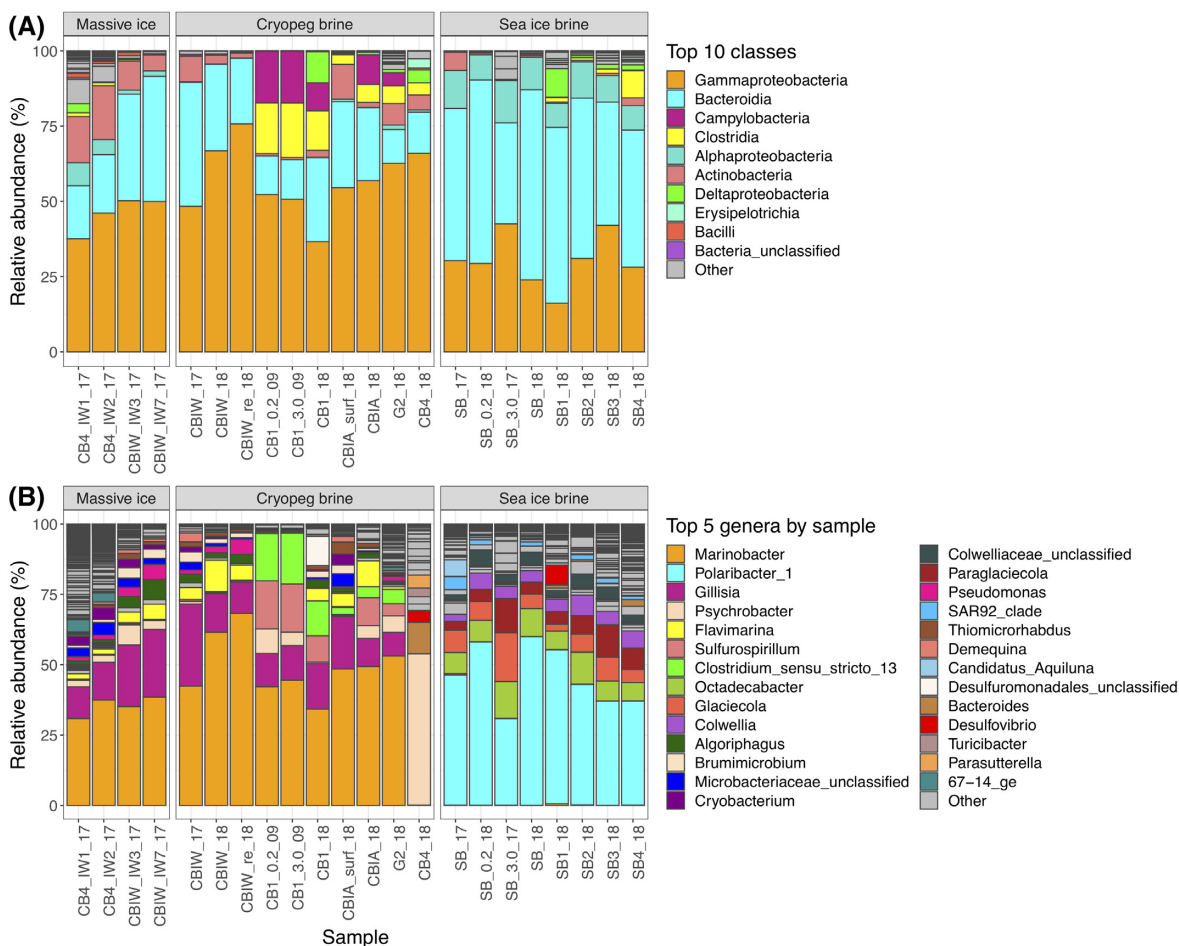 (A)
Massive ice
Cryopeg brine
Sea ice brine
Relative abundance (%)
100
75
50
25
0
CB4_IW1_17
CB4_IW2_17
CBIW_IW3_17
CBIW_IW7_17
CBIW_17
CBIW_18
CBIW_re_18
CB1_0.2_09
CB1_3.0_09
CB1_18
CBIA_surf_18
CBIA_18
G2_18
CB4_18
SB_17
SB_0.2_18
SB_3.0_17
SB_18
SB1_18
SB2_18
SB3_18
SB4_18
Top 10 classes
Gammaproteobacteria
Bacteroidia
Campylobacteria
Clostridia
Alphaproteobacteria
Actinobacteria
Deltaproteobacteria
Erysipelotrichia
Bacilli
Bacteria_unclassified
Other
(B)
Massive ice
Cryopeg brine
Sea ice brine
Relative abundance (%)
100
75
50
25
0
CB4_IW1_17
CB4_IW2_17
CBIW_IW3_17
CBIW_IW7_17
CBIW_17
CBIW_18
CBIW_re_18
CB1_0.2_09
CB1_3.0_09
CB1_18
CBIA_surf_18
CBIA_18
G2_18
CB4_18
SB_17
SB_0.2_18
SB_3.0_17
SB_18
SB1_18
SB2_18
SB3_18
SB4_18
Sample
Top 5 genera by sample
Marinobacter
Polaribacter_1
Gillisia
Psychrobacter
Flavimarina
Sulfurospirillum
Clostridium_sensu_stricto_13
Octadecabacter
Glaciecola
Colwellia
Algoriphagus
Brumimicrobium
Microbacteriaceae_unclassified
Cryobacterium
Colwelliaceae_unclassified
Paraglaciecola
Pseudomonas
SAR92_clade
Thiomicrorhabdus
Demequina
Candidatus_Aquiluna
Desulfuromonadales_unclassified
Bacteroides
Desulfovibrio
Turicibacter
Parasutterella
67−14_ge
Other